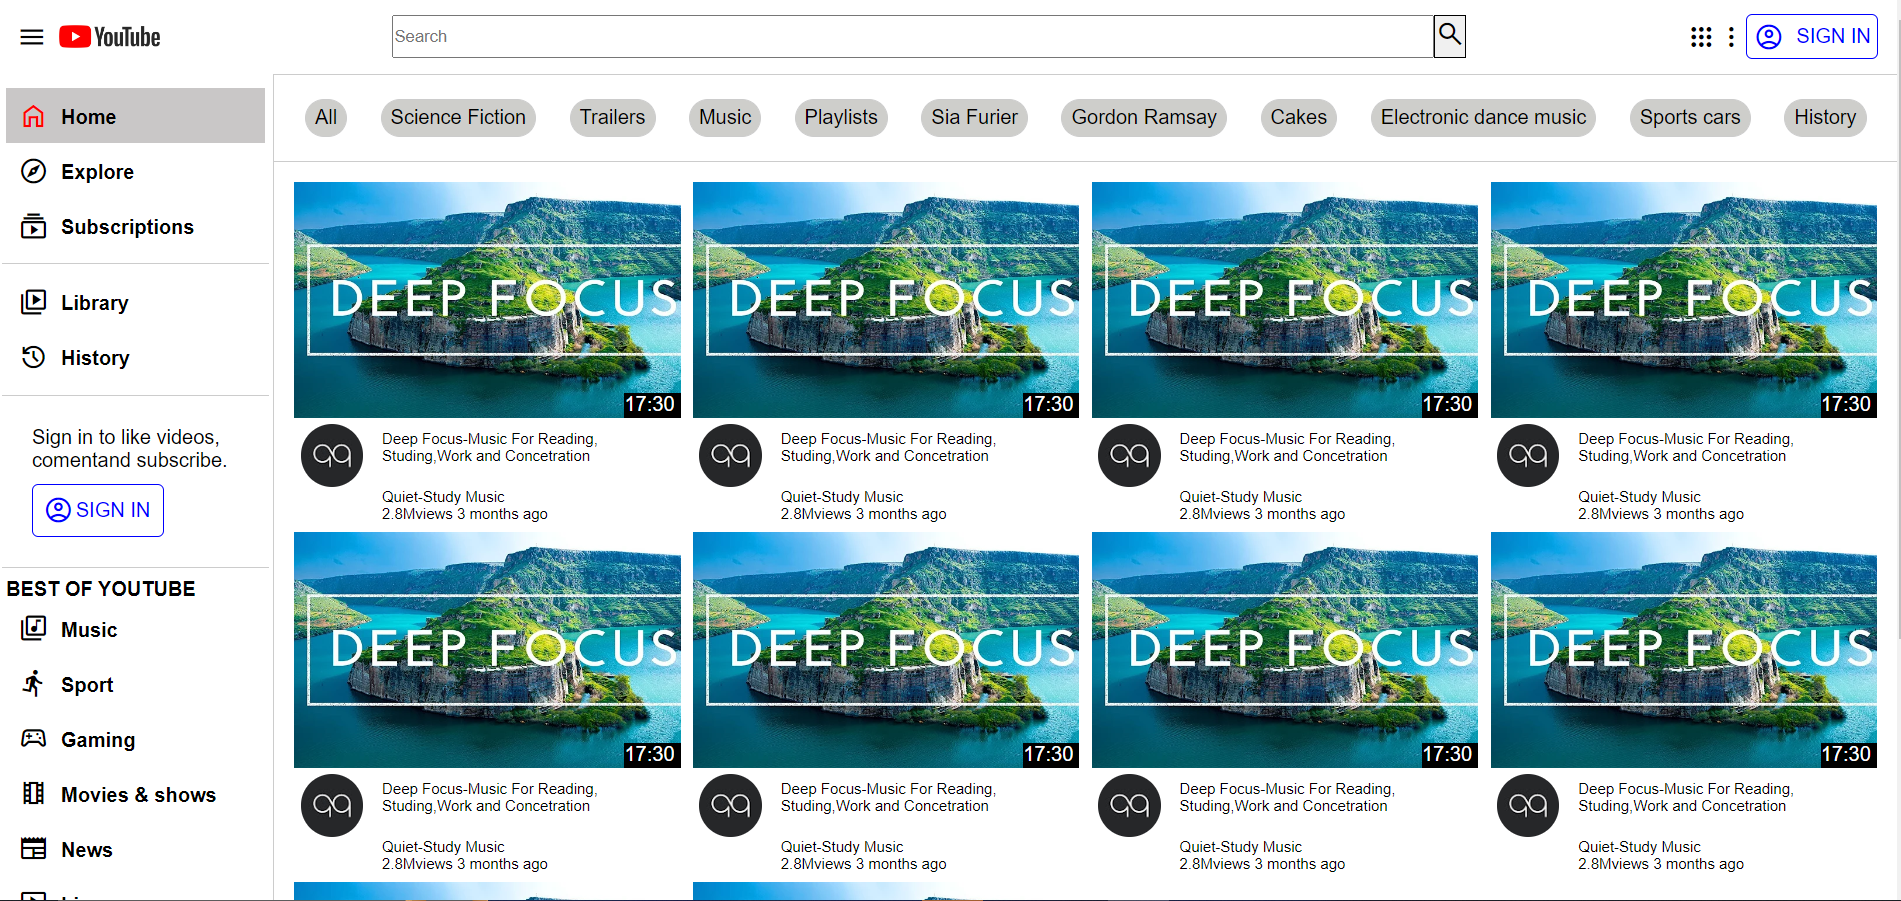 YouTube
Search
SIGN IN
Home
Explore
Subscriptions
Library
History
Sign in to like videos,
comentand subscribe.
SIGN IN
BEST OF YOUTUBE
Music
Sport
Gaming
Movies & shows
News
All
Science Fiction
Trailers
Music
Playlists
Sia Furier
Gordon Ramsay
Cakes
Electronic dance music
Sports cars
History
DEEP FOCUS
17:30
Deep Focus-Music For Reading,
Studing,Work and Concetration
Quiet-Study Music
2.8Mviews 3 months ago
DEEP FOCUS
17:30
Deep Focus-Music For Reading,
Studing,Work and Concetration
Quiet-Study Music
2.8Mviews 3 months ago
DEEP FOCUS
17:30
Deep Focus-Music For Reading,
Studing,Work and Concetration
Quiet-Study Music
2.8Mviews 3 months ago
DEEP FOCUS
17:30
Deep Focus-Music For Reading,
Studing,Work and Concetration
Quiet-Study Music
2.8Mviews 3 months ago
DEEP FOCUS
17:30
Deep Focus-Music For Reading,
Studing,Work and Concetration
Quiet-Study Music
2.8Mviews 3 months ago
DEEP FOCUS
17:30
Deep Focus-Music For Reading,
Studing,Work and Concetration
Quiet-Study Music
2.8Mviews 3 months ago
DEEP FOCUS
17:30
Deep Focus-Music For Reading,
Studing,Work and Concetration
Quiet-Study Music
2.8Mviews 3 months ago
DEEP FOCUS
17:30
Deep Focus-Music For Reading,
Studing,Work and Concetration
Quiet-Study Music
2.8Mviews 3 months ago